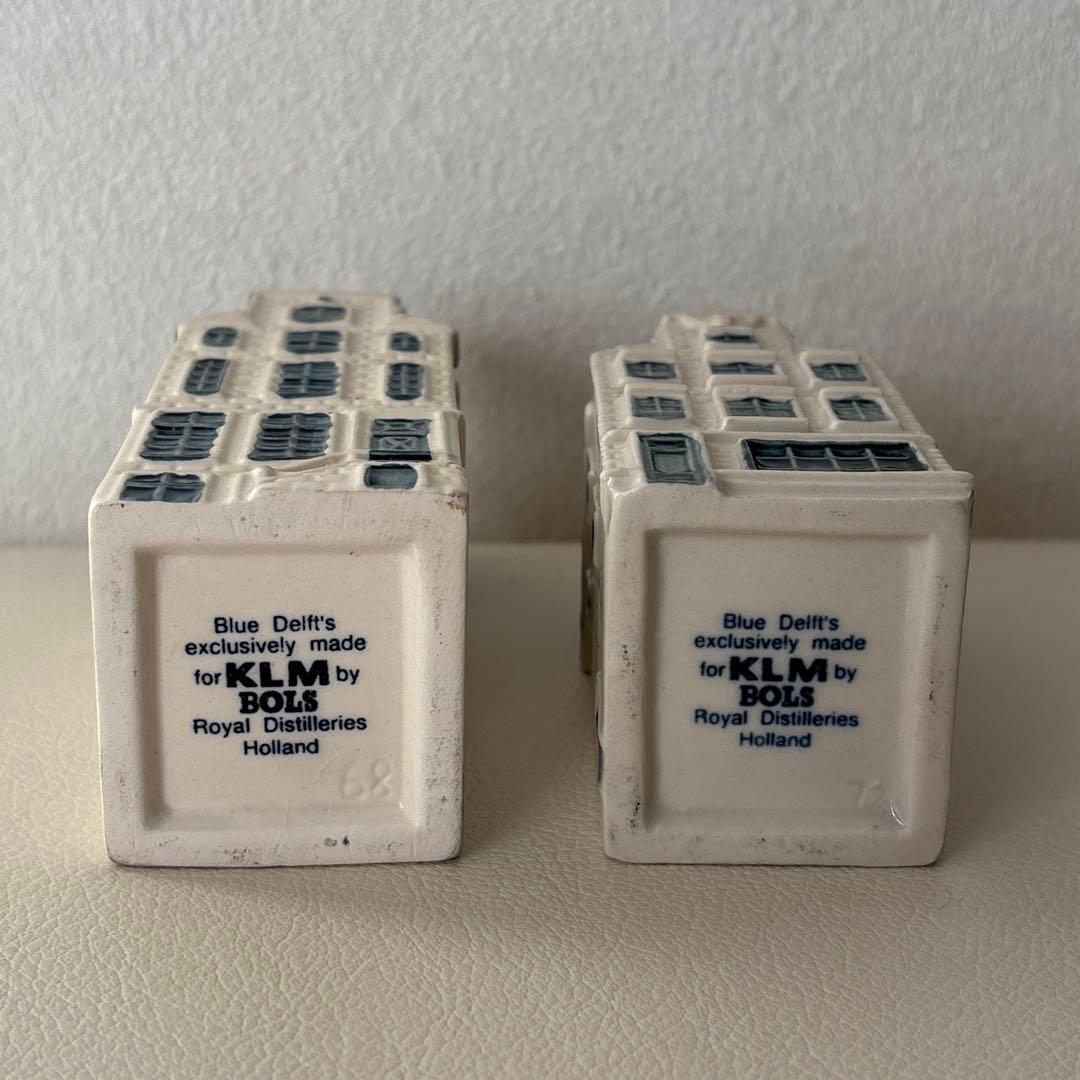 Blue Delft's
exclusively made
for KLM by
BOLS
Royal Distilleries
Holland
68
Blue Delft's
exclusively made
for KLM by
BOLS
Royal Distilleries
Holland